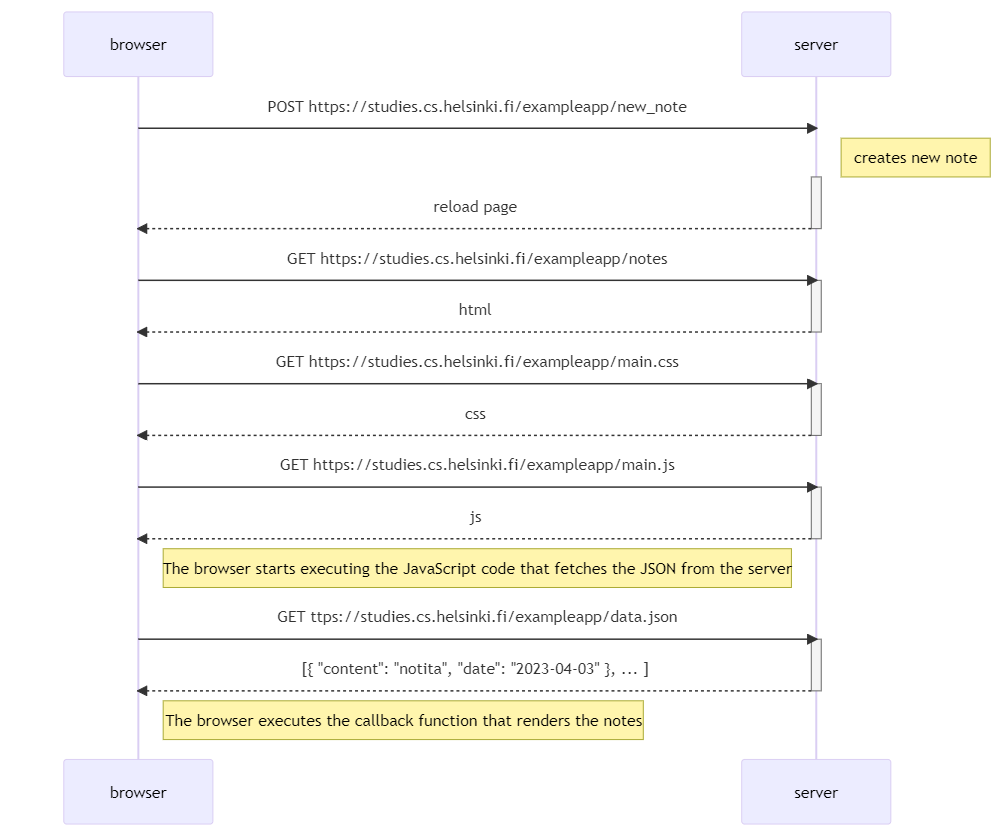 browser
server
POST https://studies.cs.helsinki.fi/exampleapp/new_note
creates new note
reload page
GET https://studies.cs.helsinki.fi/exampleapp/notes
html
GET https://studies.cs.helsinki.fi/exampleapp/main.css
css
GET https://studies.cs.helsinki.fi/exampleapp/main.js
js
The browser starts executing the JavaScript code that fetches the JSON from the server
GET ttps://studies.cs.helsinki.fi/exampleapp/data.json
[{ "content": "notita", "date": "2023-04-03" }, ... ]
The browser executes the callback function that renders the notes
browser
server